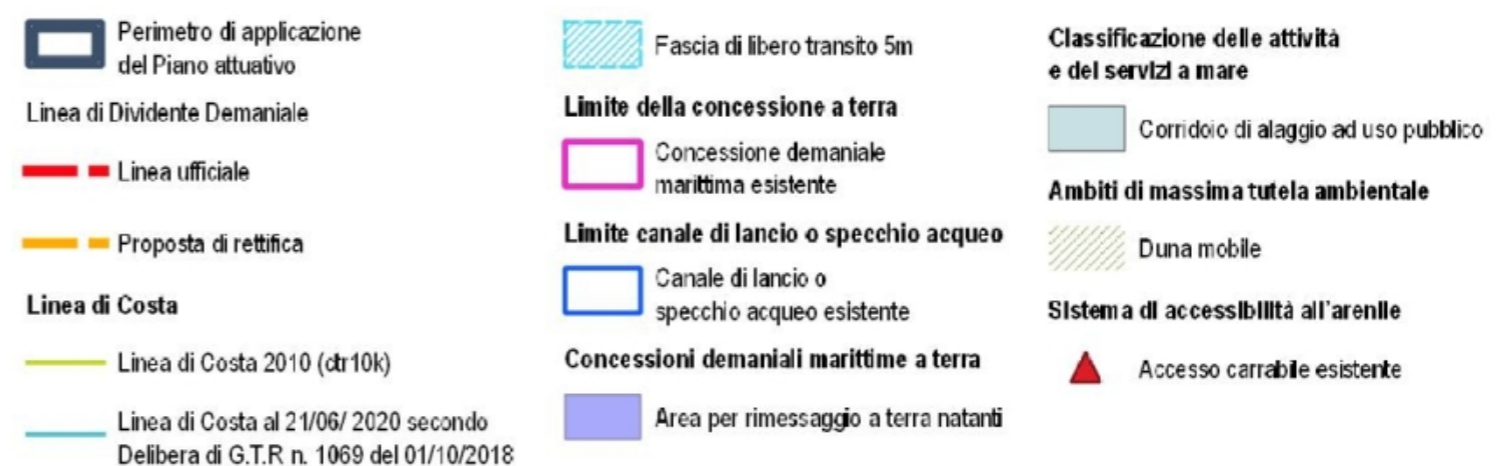 Perimetro di applicazione
del Piano attuativo
Linea di Dividente Demaniale
Linea ufficiale
Proposta di rettifica
Linea di Costa
Linea di Costa 2010 (ctr10k)
Linea di Costa al 21/06/ 2020 secondo
Delibera di G.T.R n. 1069 del 01/10/2018
Fascia di libero transito 5m
Limite della concessione a terra
Concessione demaniale
marittima esistente
Limite canale di lancio o specchio acqueo
Canale di lancio o
specchio acqueo esistente
Concessioni demaniali marittime a terra
Area per rimessaggio a terra natanti
Classificazione delle attività
e dei servizi a mare
Corridoio di alaggio ad uso pubblico
Ambiti di massima tutela ambientale
Duna mobile
Sistema di accessibilità all'arenile
Accesso carrabile esistente